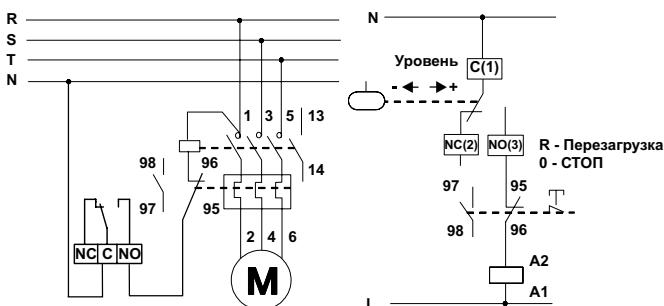 R
S
T
N
1 3 5 13
14
98 96
97 95
2 4 6
NC C NO
M
N
Уровень
C(1)
- +
NC(2) NO(3)
R - Перезагрузка
0 - СТОП
97 95
98 96
A2
A1
L